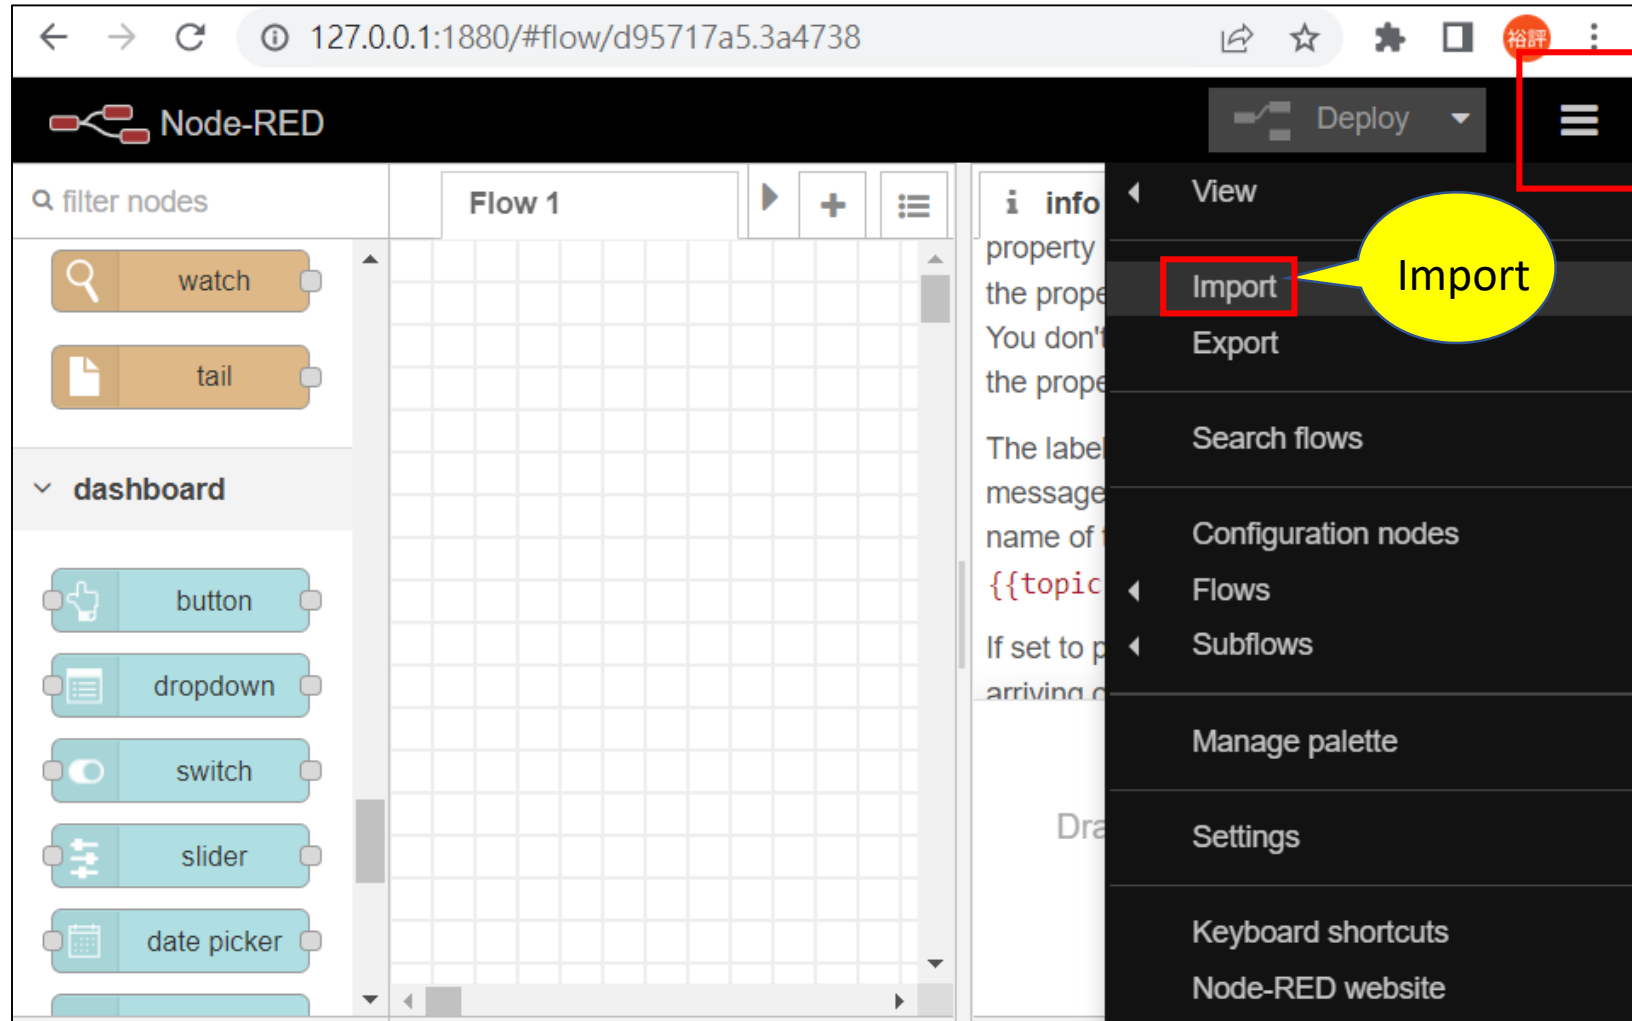 127.0.0.1:1880/#flow/d95717a5.3a4738
裕評
Node-RED
Deploy
filter nodes
Flow 1
info
watch
tail
dashboard
button
dropdown
switch
slider
date picker
property
the prope
You don't
the prope
The label
message
name of t
{{topic
If set to p
arriving o
Dra
View
Import
Import
Export
Search flows
Configuration nodes
Flows
Subflows
Manage palette
Settings
Keyboard shortcuts
Node-RED website